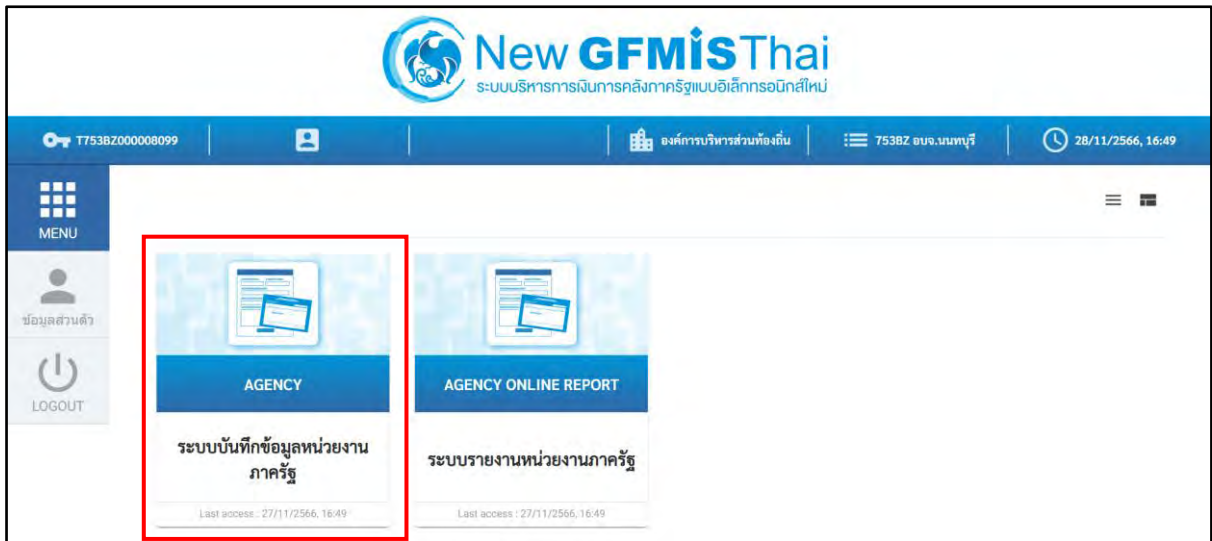 New GFMIS Thai
ระบบบริหารการเงินการคลังภาครัฐแบบอิเล็กทรอนิกส์ใหม่
T753BZ000008099
องค์การบริหารส่วนท้องถิ่น
753BZ อบจ.นนทบุรี
28/11/2566, 16:49
MENU
ข้อมูลส่วนตัว
LOGOUT
AGENCY
ระบบบันทึกข้อมูลหน่วยงาน
ภาครัฐ
Last access : 27/11/2566, 16:49
AGENCY ONLINE REPORT
ระบบรายงานหน่วยงานภาครัฐ
Last access : 27/11/2566, 16:49